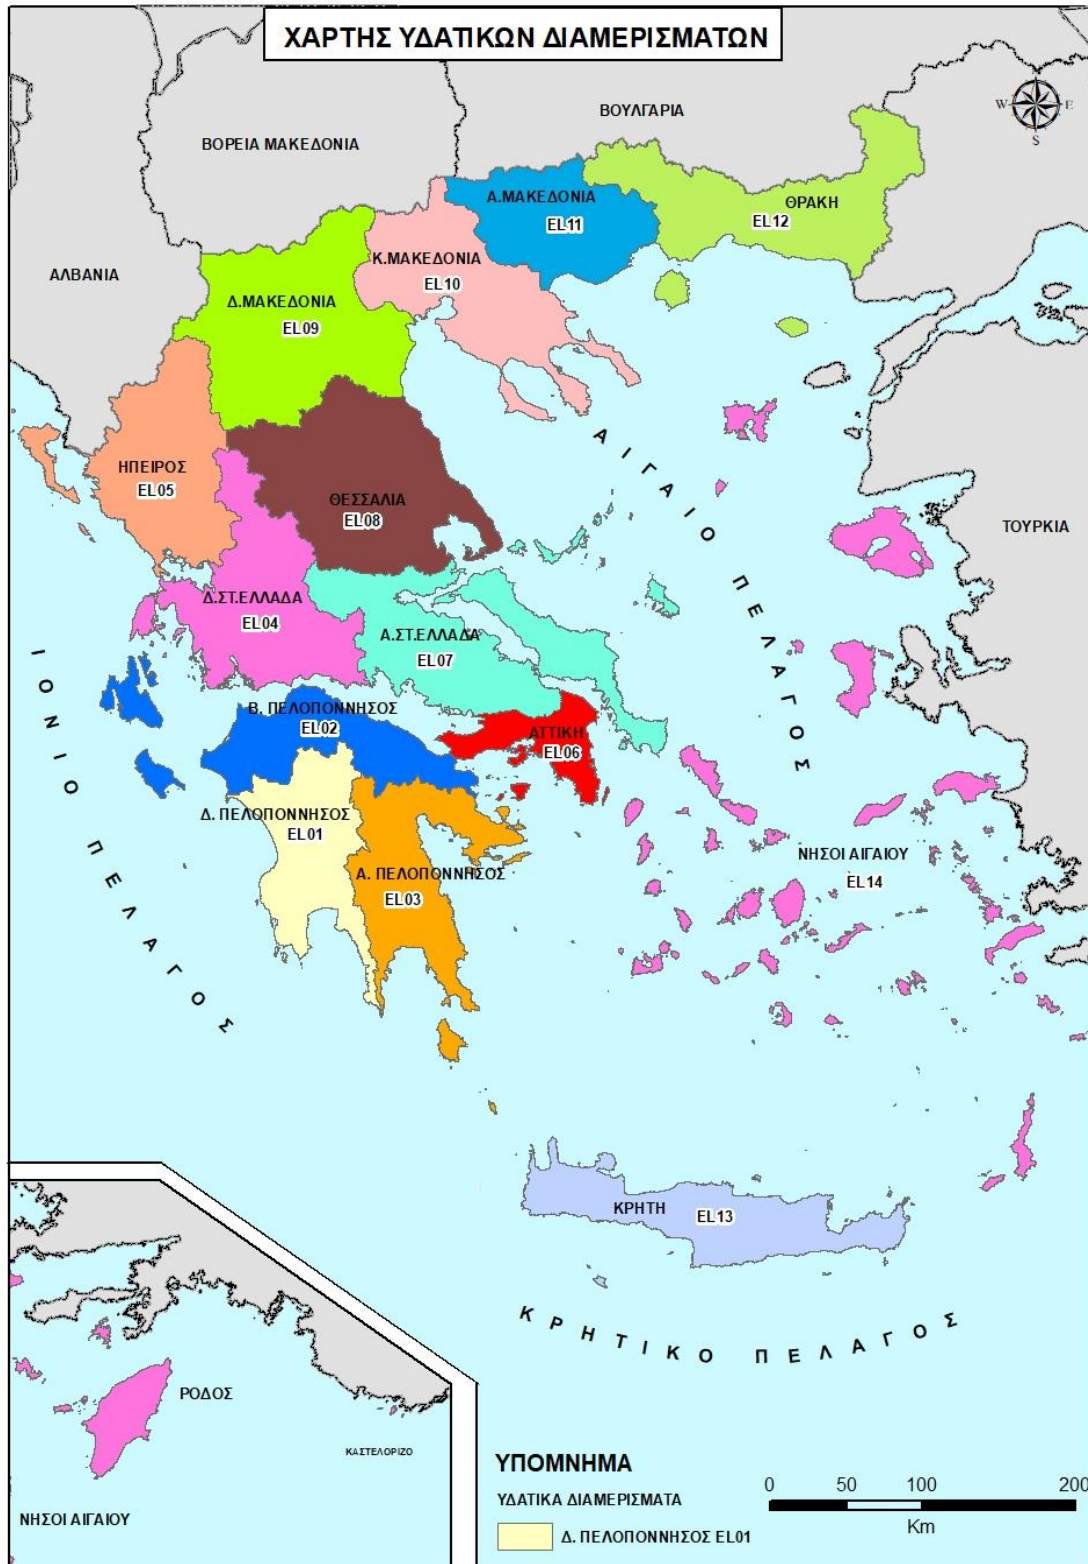 ΧΑΡΤΗΣ ΥΔΑΤΙΚΩΝ ΔΙΑΜΕΡΙΣΜΑΤΩΝ
N
W E
S
ΒΟΥΛΓΑΡΙΑ
ΒΟΡΕΙΑ ΜΑΚΕΔΟΝΙΑ
ΑΛΒΑΝΙΑ
ΤΟΥΡΚΙΑ
Α.ΜΑΚΕΔΟΝΙΑ
EL11
ΘΡΑΚΗ
EL12
Κ.ΜΑΚΕΔΟΝΙΑ
EL10
Δ.ΜΑΚΕΔΟΝΙΑ
EL09
ΗΠΕΙΡΟΣ
EL05
ΘΕΣΣΑΛΙΑ
EL08
Δ.ΣΤ.ΕΛΛΑΔΑ
EL04
Α.ΣΤ.ΕΛΛΑΔΑ
EL07
Β. ΠΕΛΟΠΟΝΝΗΣΟΣ
EL02
ΑΤΤΙΚΗ
EL06
Δ. ΠΕΛΟΠΟΝΝΗΣΟΣ
EL01
Α. ΠΕΛΟΠΟΝΝΗΣΟΣ
EL03
ΝΗΣΟΙ ΑΙΓΑΙΟΥ
EL14
ΑΙΓΑΙΟ ΠΕΛΑΓΟΣ
ΙΟΝΙΟ ΠΕΛΑΓΟΣ
ΚΡΗΤΗ EL13
ΚΡΗΤΙΚΟ ΠΕΛΑΓΟΣ
ΡΟΔΟΣ
ΚΑΣΤΕΛΟΡΙΖΟ
ΝΗΣΟΙ ΑΙΓΑΙΟΥ
ΥΠΟΜΝΗΜΑ
ΥΔΑΤΙΚΑ ΔΙΑΜΕΡΙΣΜΑΤΑ
Δ. ΠΕΛΟΠΟΝΝΗΣΟΣ EL01
0 50 100 200
Km